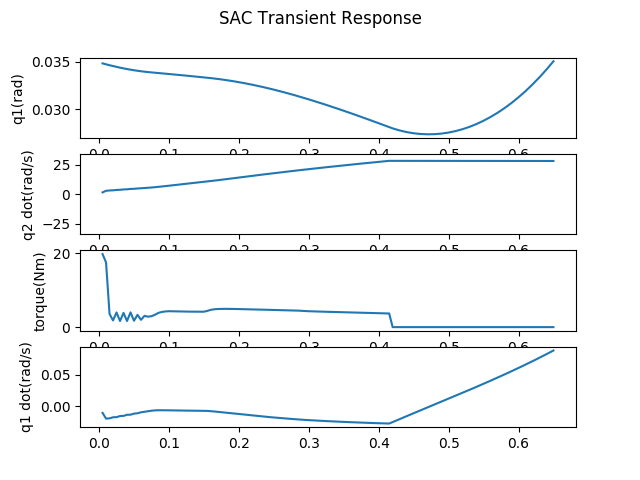 SAC Transient Response
q1(rad)
0.035
0.030
0.0 0.1 0.2 0.3 0.4 0.5 0.6
q2 dot(rad/s)
25
0
−25
0.0 0.1 0.2 0.3 0.4 0.5 0.6
torque(Nm)
20
0
0.0 0.1 0.2 0.3 0.4 0.5 0.6
q1 dot(rad/s)
0.05
0.00
0.0 0.1 0.2 0.3 0.4 0.5 0.6